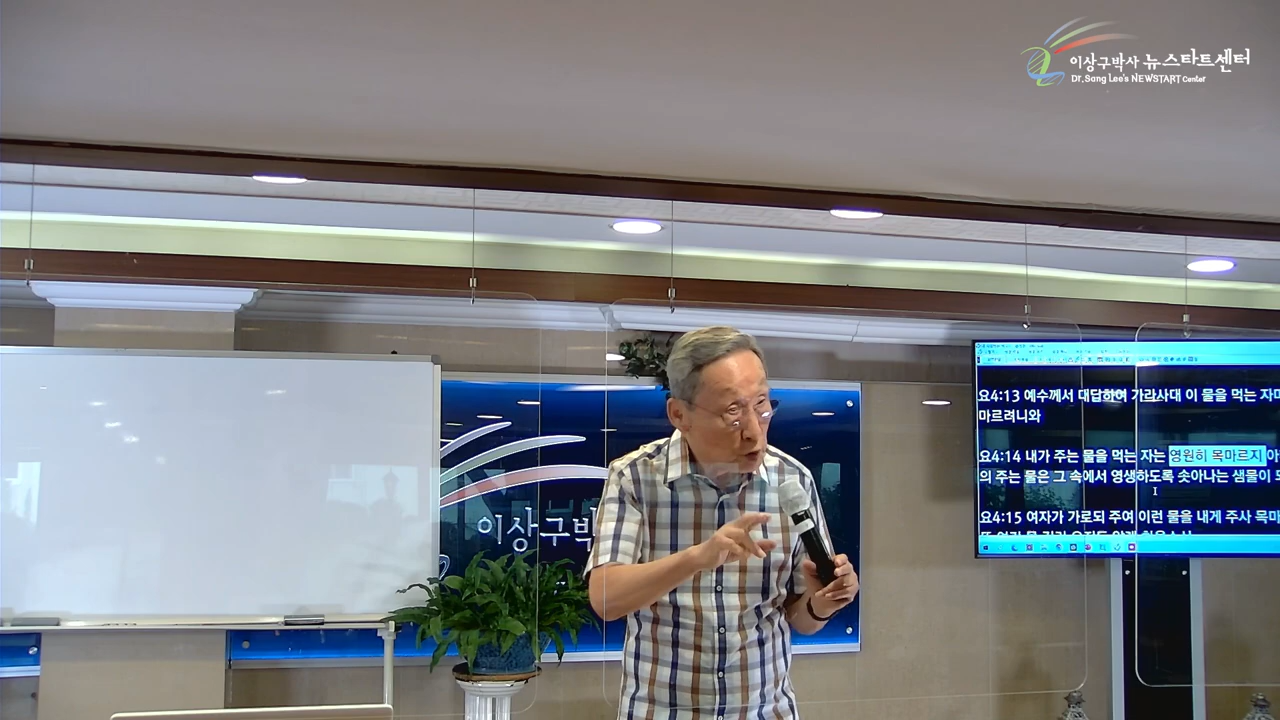 이상구박사 뉴스타트센터
Dr. Sang Lee's NEWSTART Center
이상구박
요4:13 예수께서 대답하여 가라사대 이 물을 먹는 자마
마르려니와
요4:14 내가 주는 물을 먹는 자는 영원히 목마르지 아
의 주는 물은 그 속에서 영생하도록 솟아나는 샘물이 되
요4:15 여자가 가로되 주여 이런 물을 내게 주사 목마